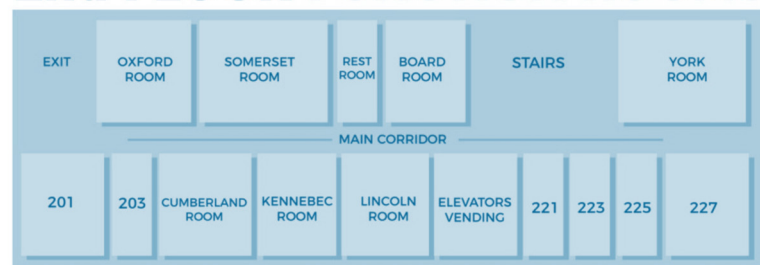 EXIT
OXFORD
ROOM
SOMERSET
ROOM
REST
ROOM
BOARD
ROOM
STAIRS
YORK
ROOM
MAIN CORRIDOR
201
203
CUMBERLAND
ROOM
KENNEBEC
ROOM
LINCOLN
ROOM
ELEVATORS
VENDING
221
223
225
227